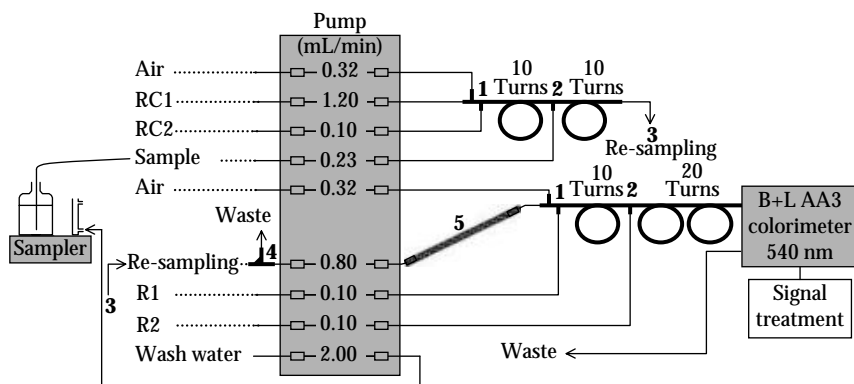 Pump
(mL/min)
Air 0.32
RC1 1.20
RC2 0.10
Sample 0.23
Air 0.32
Re-sampling 0.80
R1 0.10
R2 0.10
Wash water 2.00
Waste
4
3
Sampler
1
10
Turns
2
10
Turns
3
Re-sampling
5
1
10
Turns
2
20
Turns
B+L AA3
colorimeter
540 nm
Signal
treatment
Waste